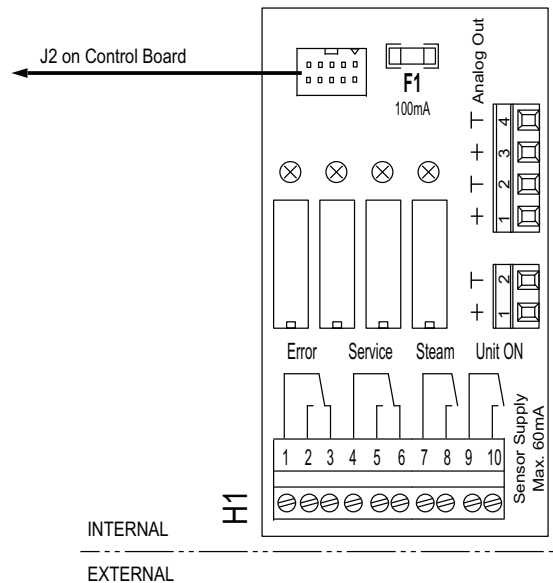 J2 on Control Board
F1
100mA
Analog Out
4
3
2
1
+
+
2
1
+
Error Service Steam Unit ON
1 2 3 4 5 6 7 8 9 10
Sensor Supply
Max. 60mA
H1
INTERNAL
EXTERNAL